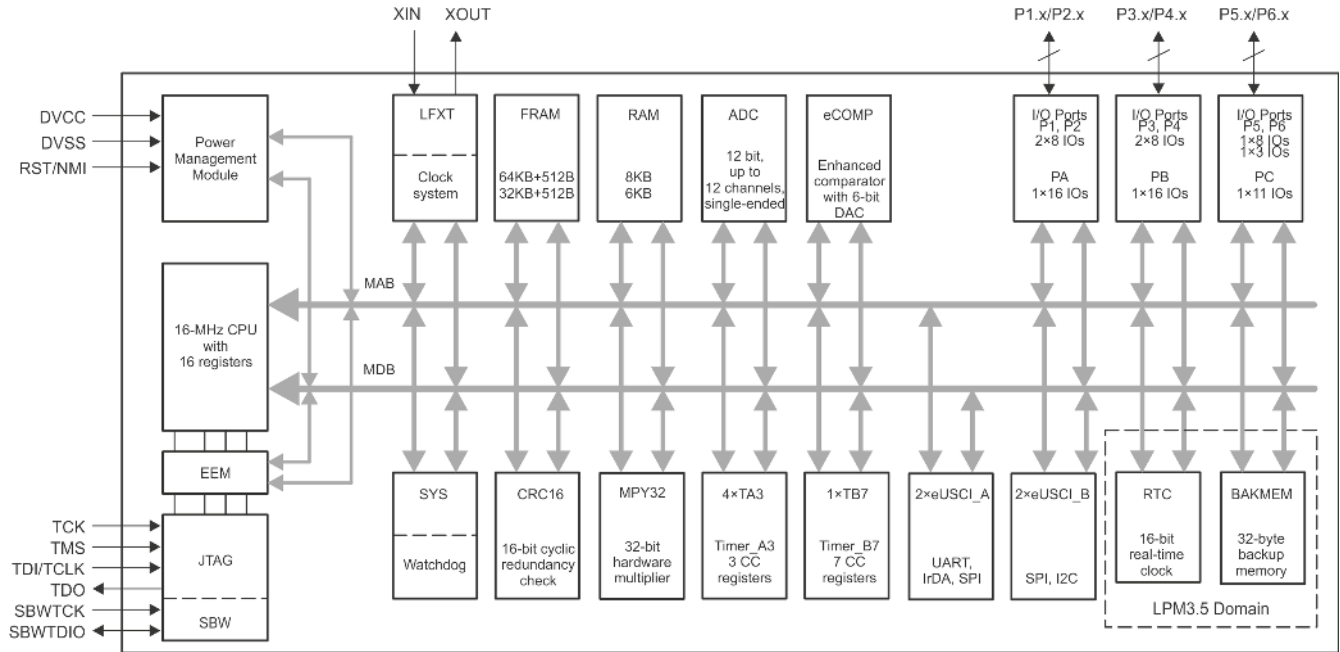 XIN
XOUT
P1.x/P2.x
P3.x/P4.x
P5.x/P6.x
DVCC
DVSS
RST/NMI
Power
Management
Module
LFXT
Clock
system
FRAM
64KB+512B
32KB+512B
RAM
8KB
6KB
ADC
12 bit,
up to
12 channels,
single-ended
eCOMP
Enhanced
comparator
with 6-bit
DAC
I/O Ports
P1, P2
2×8 IOs
PA
1×16 IOs
I/O Ports
P3, P4
2×8 IOs
PB
1×16 IOs
I/O Ports
P5, P6
1×8 IOs
1×3 IOs
PC
1×11 IOs
MAB
16-MHz CPU
with
16 registers
MDB
EEM
TCK
TMS
TDI/TCLK
TDO
SBWTCK
SBWTDIO
JTAG
SBW
SYS
Watchdog
CRC16
16-bit cyclic
redundancy
check
MPY32
32-bit
hardware
multiplier
4×TA3
Timer_A3
3 CC
registers
1×TB7
Timer_B7
7 CC
registers
2×eUSCI_A
UART,
IrDA, SPI
2×eUSCI_B
SPI, I2C
RTC
16-bit
real-time
clock
BAKMEM
32-byte
backup
memory
LPM3.5 Domain